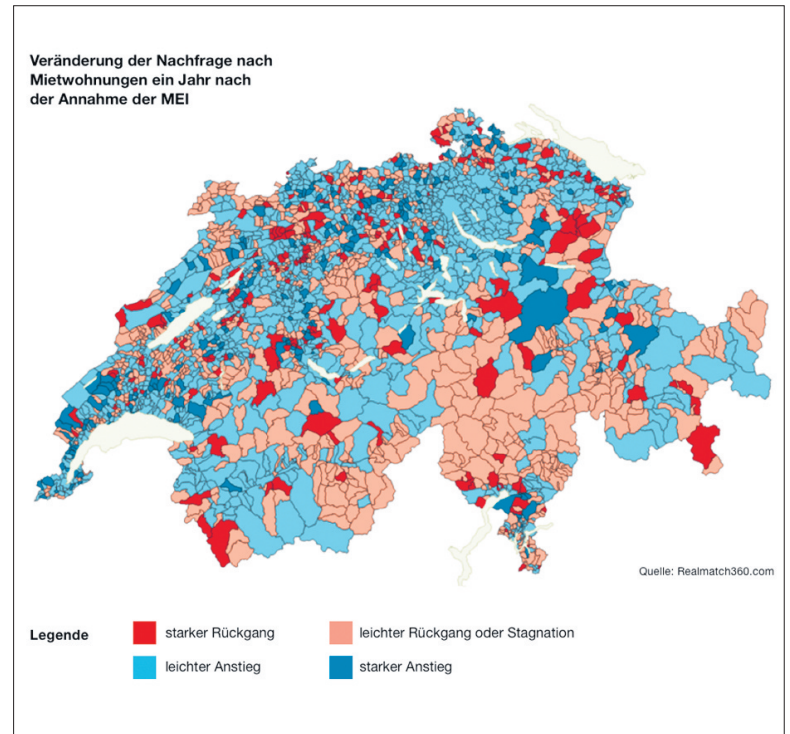 Veränderung der Nachfrage nach
Mietwohnungen ein Jahr nach
der Annahme der MEI
Quelle: Realmatch360.com
Legende
starker Rückgang
leichter Rückgang oder Stagnation
leichter Anstieg
starker Anstieg